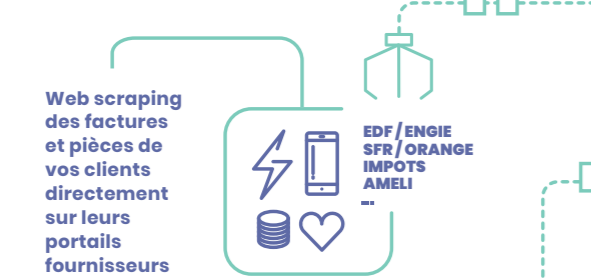 Web scraping
des factures
et pièces de
vos clients
directement
sur leurs
portails
fournisseurs
EDF/ENGIE
SFR/ORANGE
IMPOTS
AMELI
...